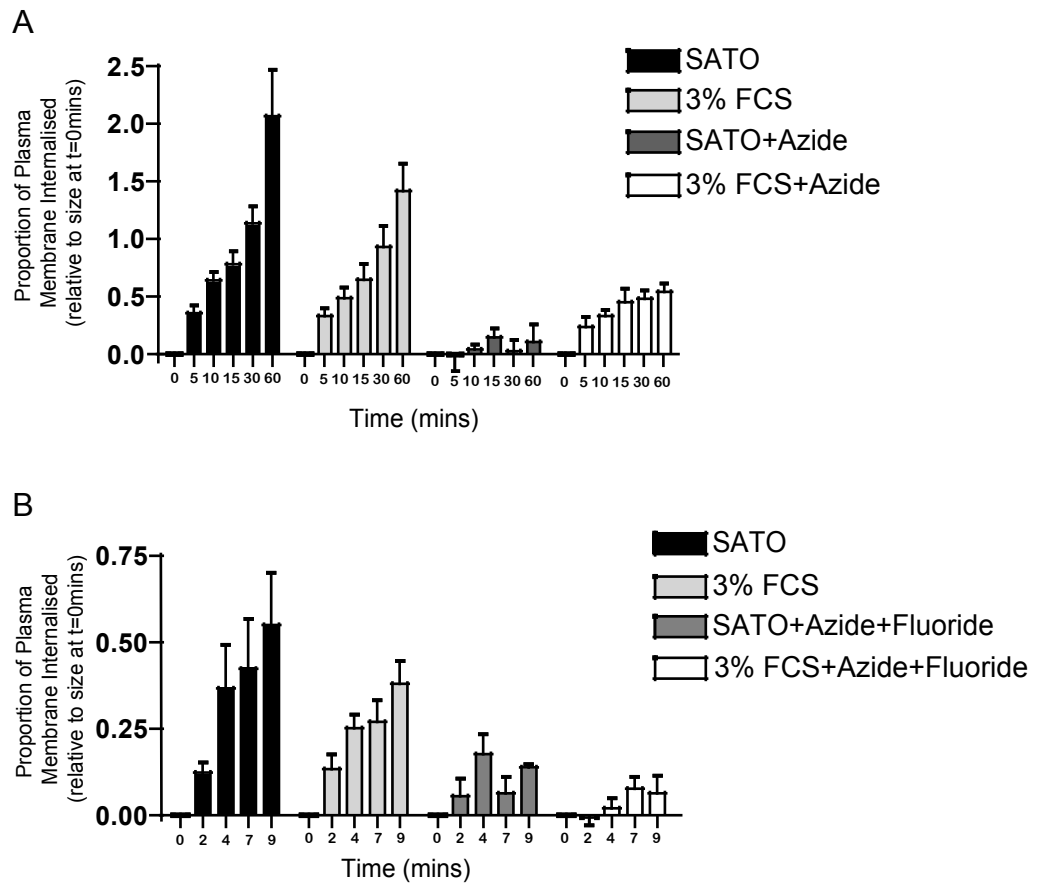 A
Proportion of Plasma
Membrane Internalised
(relative to size at t=0mins)
2.5
2.0
1.5
1.0
0.5
0.0
0 5 10 15 30 60 0 5 10 15 30 60 0 5 10 15 30 60 0 5 10 15 30 60
Time (mins)
SATO
3% FCS
SATO+Azide
3% FCS+Azide
B
Proportion of Plasma
Membrane Internalised
(relative to size at t=0mins)
0.75
0.50
0.25
0.00
0 2 4 7 9 0 2 4 7 9 0 2 4 7 9 0 2 4 7 9
Time (mins)
SATO
3% FCS
SATO+Azide+Fluoride
3% FCS+Azide+Fluoride